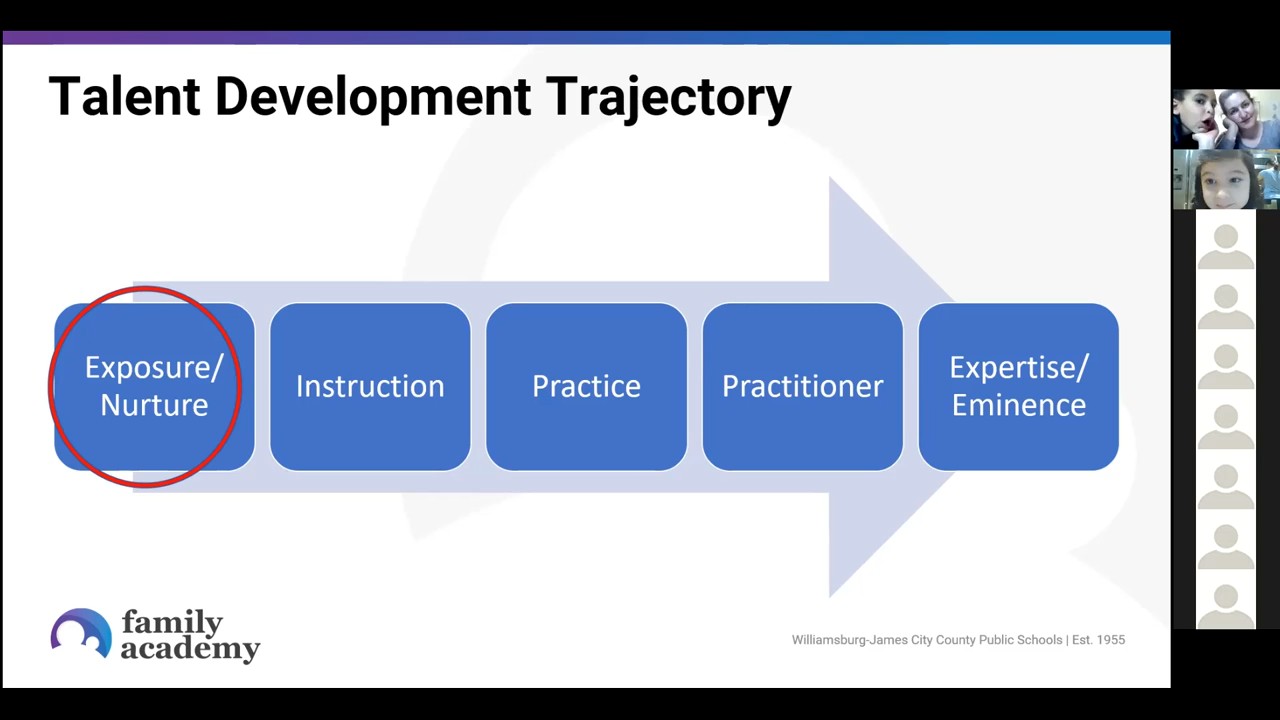 Talent Development Trajectory
Exposure/
Nurture
Instruction
Practice
Practitioner
Expertise/
Eminence
family
academy
Williamsburg-James City County Public Schools | Est. 1955